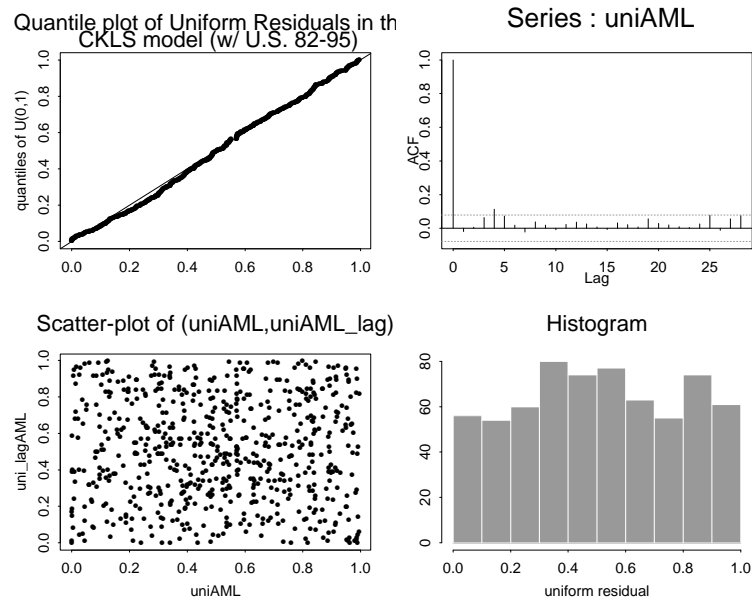 Quantile plot of Uniform Residuals in th
CKLS model (w/ U.S. 82-95)
quantiles of U(0,1)
0.0 0.2 0.4 0.6 0.8 1.0
0.0 0.2 0.4 0.6 0.8 1.0
Series : uniAML
ACF
0.0 0.2 0.4 0.6 0.8 1.0
0 5 10 15 20 25
Lag
Scatter-plot of (uniAML,uniAML_lag)
uni_lagAML
0.0 0.2 0.4 0.6 0.8 1.0
0.0 0.2 0.4 0.6 0.8 1.0
uniAML
Histogram
0 20 40 60 80
0.0 0.2 0.4 0.6 0.8 1.0
uniform residual